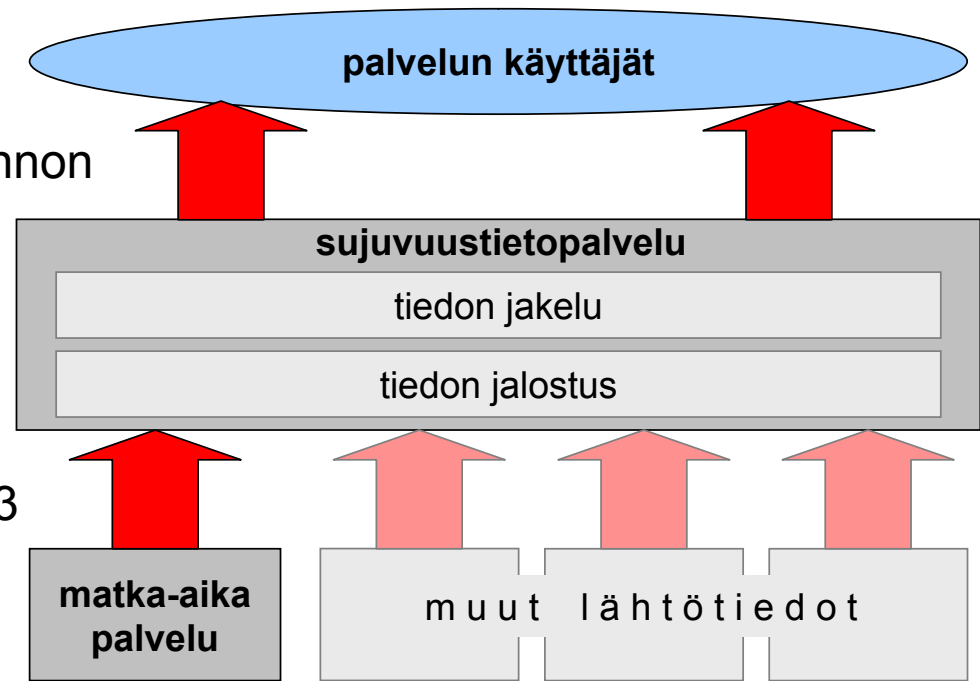 palvelun käyttäjät
nnon
sujuvuustietopalvelu
tiedon jakelu
tiedon jalostus
3
matka-aika
palvelu
muut lähtötiedot